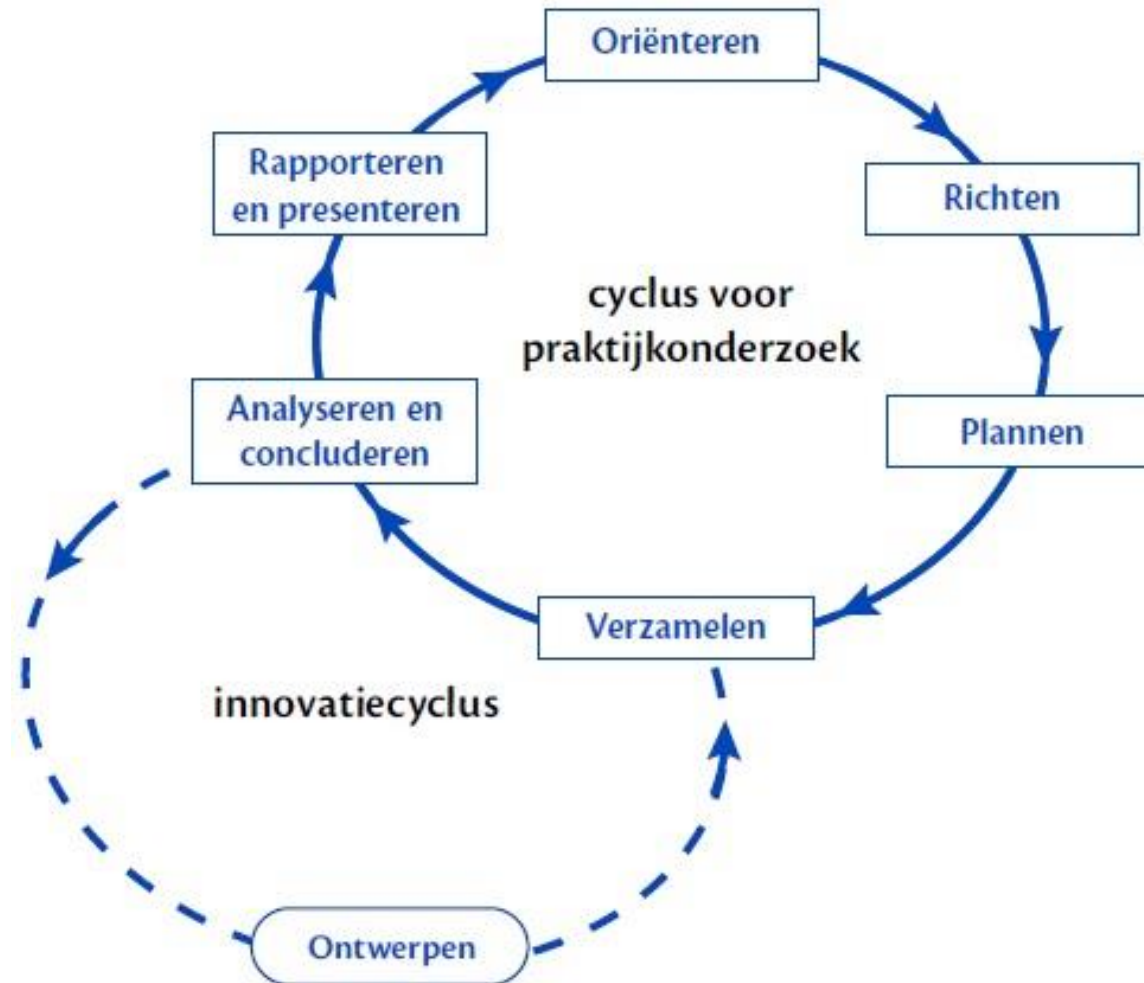 Oriënteren
Rapporteren
en presenteren
Richten
cyclus voor
praktijkonderzoek
Analyseren en
concluderen
Plannen
Verzamelen
innovatiecyclus
Ontwerpen